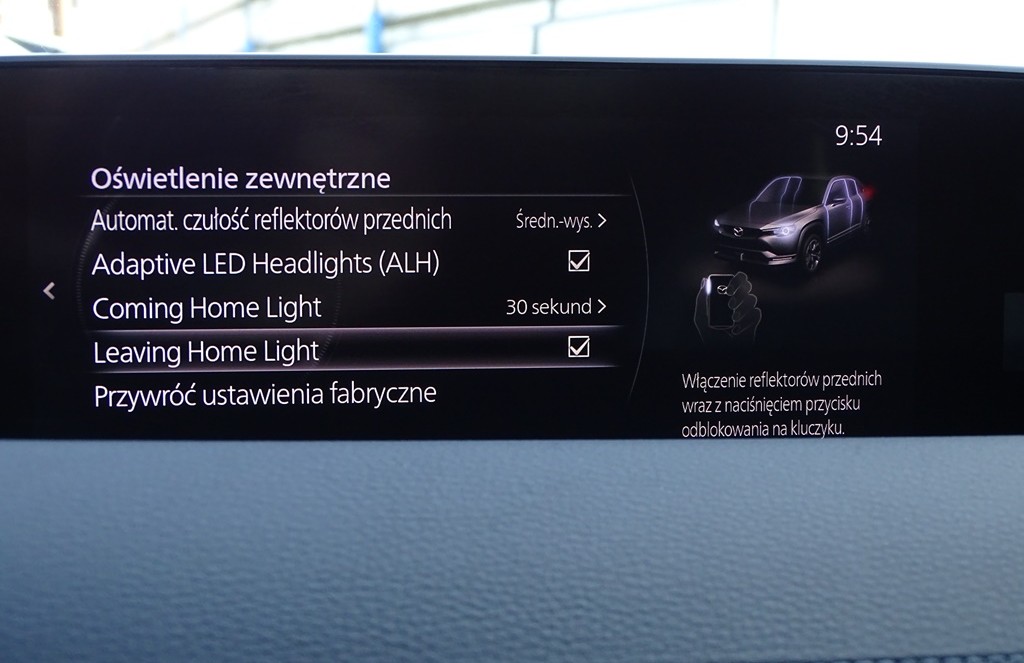 9:54
Oświetlenie zewnętrzne
Automat. czułość reflektorów przednich Średn.-wys.
Adaptive LED Headlights (ALH)
Coming Home Light 30 sekund
Leaving Home Light
Przywróć ustawienia fabryczne
Włączenie reflektorów przednich
wraz z naciśnięciem przycisku
odblokowania na kluczyku.